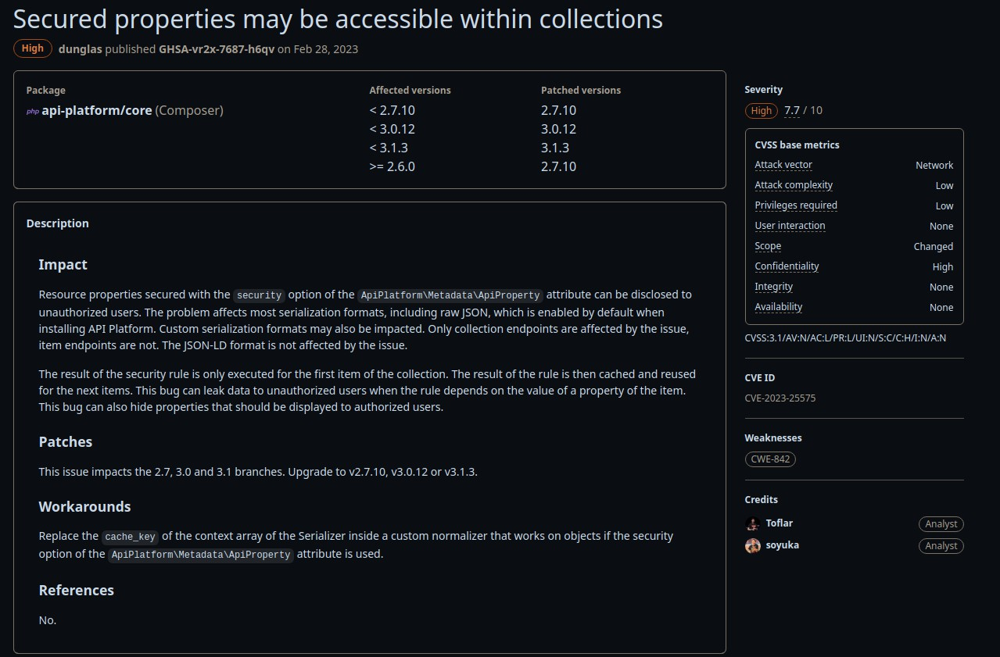 Secured properties may be accessible within collections
High dunglas published GHSA-vr2x-7687-h6qv on Feb 28, 2023
Package Affected versions Patched versions
php api-platform/core (Composer) < 2.7.10 2.7.10
< 3.0.12 3.0.12
< 3.1.3 3.1.3
>= 2.6.0 2.7.10
Description
Impact
Resource properties secured with the security option of the ApiPlatform\Metadata\ApiProperty attribute can be disclosed to
unauthorized users. The problem affects most serialization formats, including raw JSON, which is enabled by default when
installing API Platform. Custom serialization formats may also be impacted. Only collection endpoints are affected by the issue,
item endpoints are not. The JSON-LD format is not affected by the issue.
The result of the security rule is only executed for the first item of the collection. The result of the rule is then cached and reused
for the next items. This bug can leak data to unauthorized users when the rule depends on the value of a property of the item.
This bug can also hide properties that should be displayed to authorized users.
Patches
This issue impacts the 2.7, 3.0 and 3.1 branches. Upgrade to v2.7.10, v3.0.12 or v3.1.3.
Workarounds
Replace the cache_key of the context array of the Serializer inside a custom normalizer that works on objects if the security
option of the ApiPlatform\Metadata\ApiProperty attribute is used.
References
No.
Severity
High 7.7 / 10
CVSS base metrics
Attack vector Network
Attack complexity Low
Privileges required Low
User interaction None
Scope Changed
Confidentiality High
Integrity None
Availability None
CVSS:3.1/AV:N/AC:L/PR:L/UI:N/S:C/C:H/I:N/A:N
CVE ID
CVE-2023-25575
Weaknesses
CWE-842
Credits
Toflar Analyst
soyuka Analyst